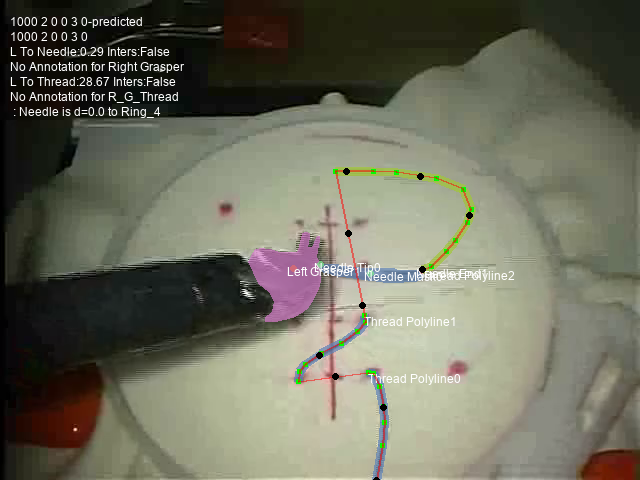 1000 2 0 0 3 0-predicted
1000 2 0 0 3 0
L To Needle:0.29 Inters:False
No Annotation for Right Grasper
L To Thread:28.67 Inters:False
No Annotation for R_G_Thread
: Needle is d=0.0 to Ring_4
Needle Tip0
Left Grasper
Needle Mask
Thread Polyline2
Thread Polyline1
Thread Polyline0